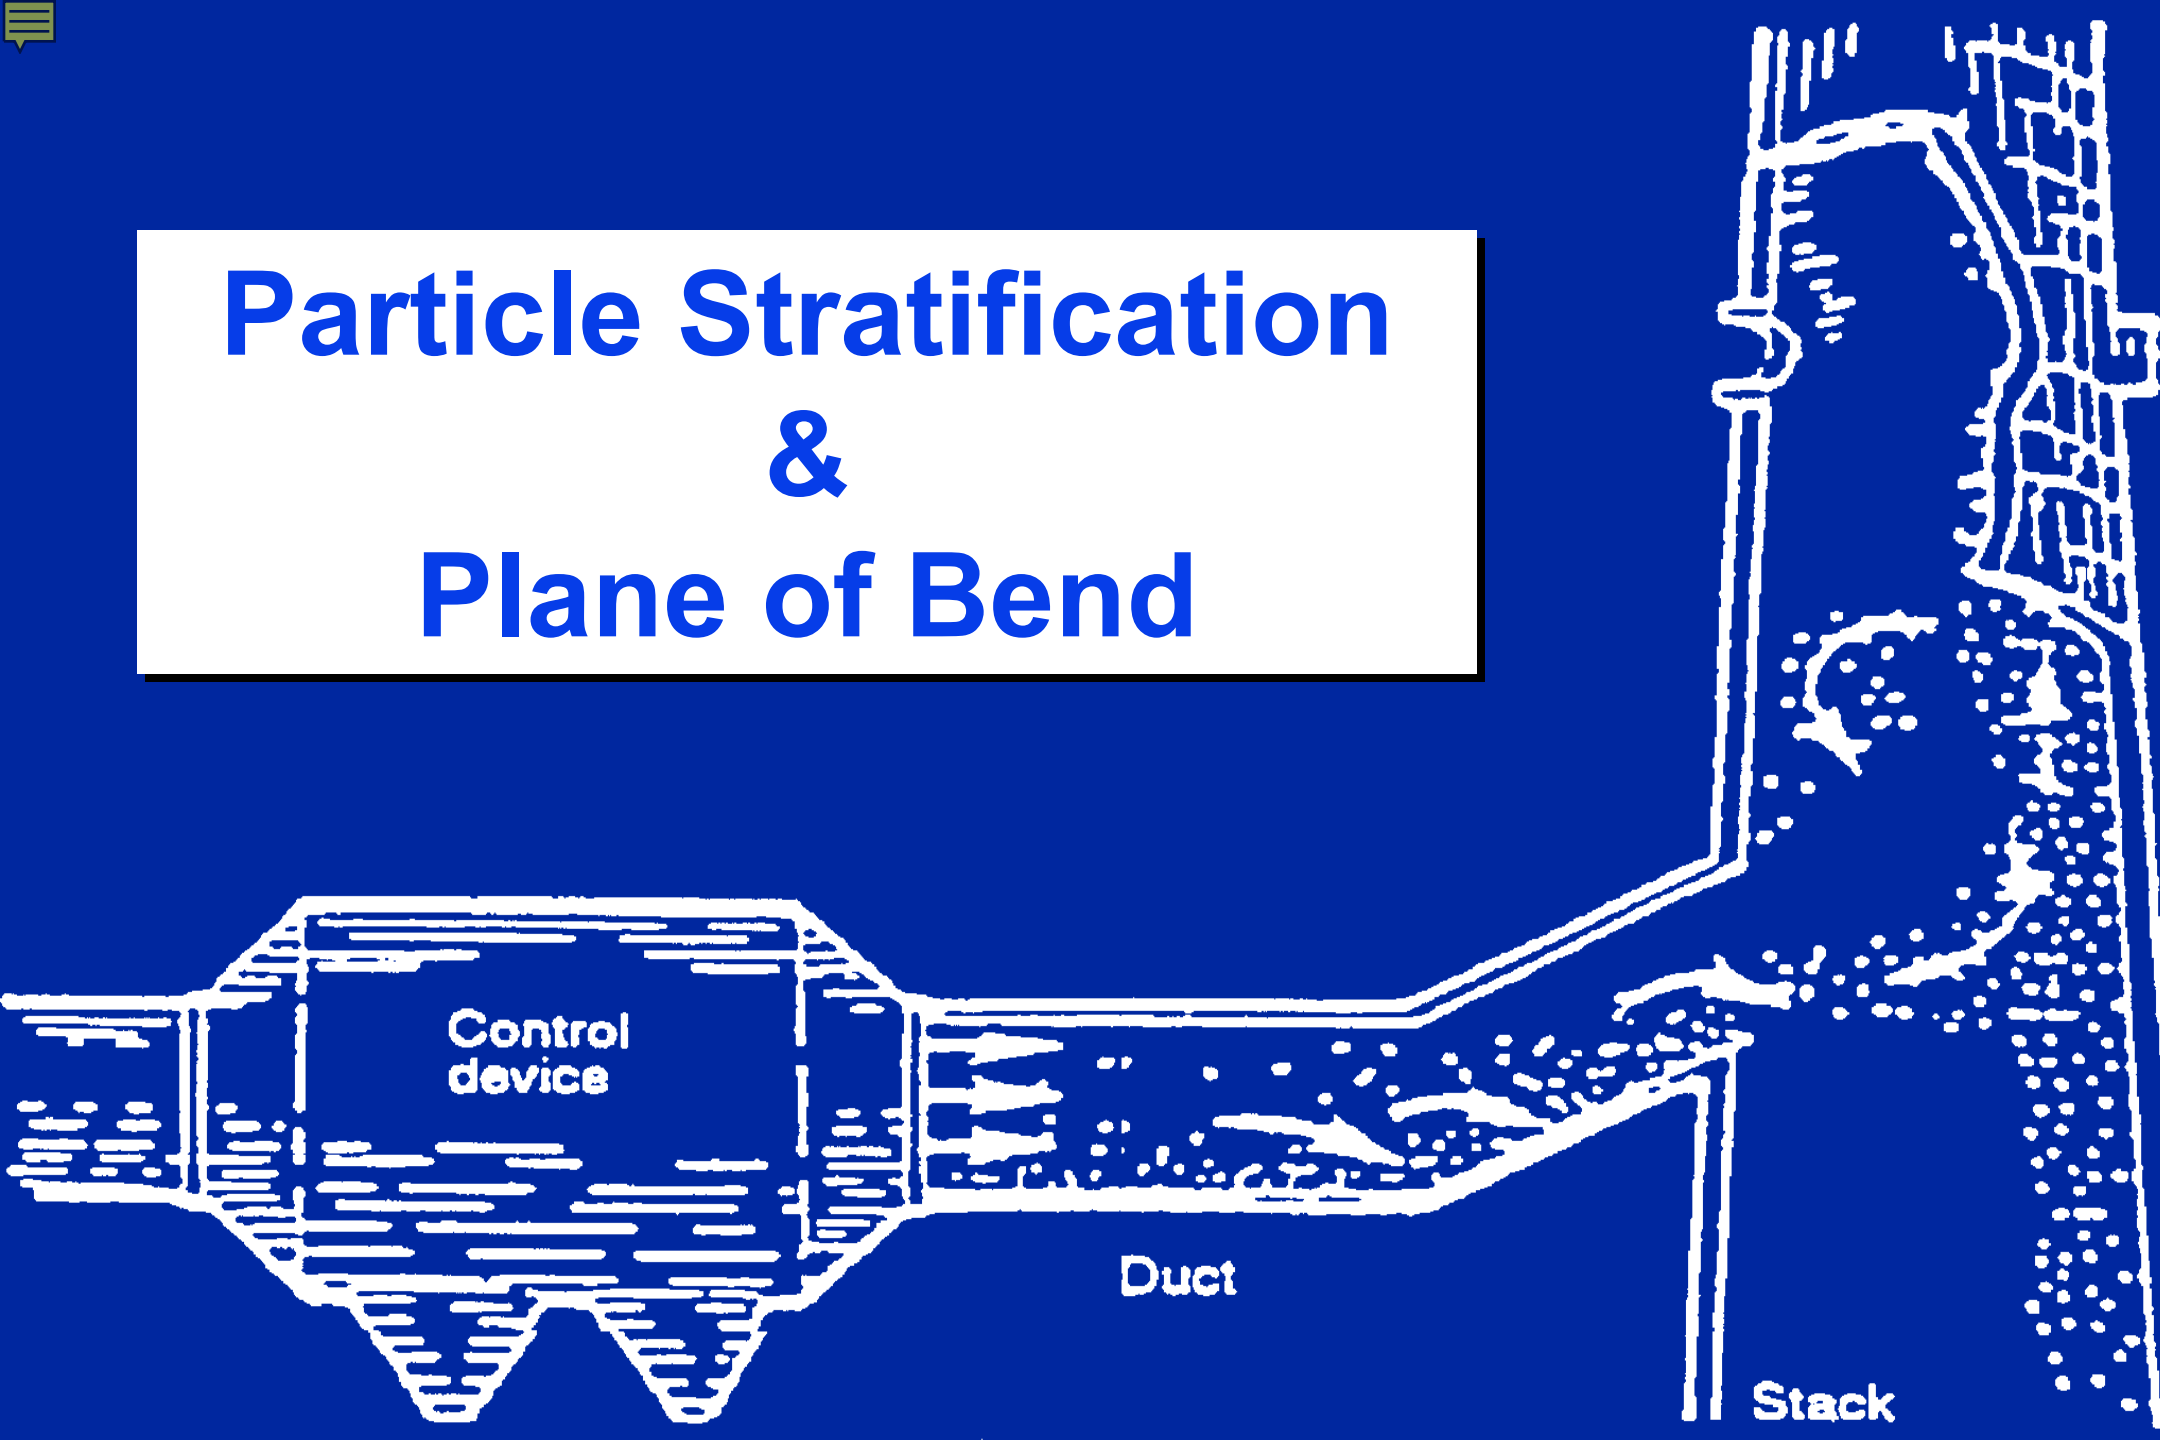 Particle Stratification
&
Plane of Bend
Control
device
Duct
Stack